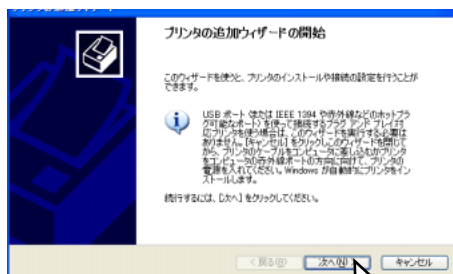 プリンタの追加ウィザードの開始
このウィザードを使うと、プリンタのインストールや接続の設定を行うことが
できます。
USB ポート (または IEEE 1394 や赤外線などのホットプラ
グ可能なポート) を使って接続するプラグ アンド プレイ対
応プリンタを使う場合は、このウィザードを実行する必要は
ありません。[キャンセル] をクリックしこのウィザードを閉じて
から、プリンタのケーブルをコンピュータに差し込むかプリンタ
をコンピュータの赤外線ポートの方向に向けて、プリンタの
電源を入れてください。Windows が自動的にプリンタをイン
ストールします。
続行するには、[次へ] をクリックしてください。
< 戻る(B)
次へ(N) >
キャンセル